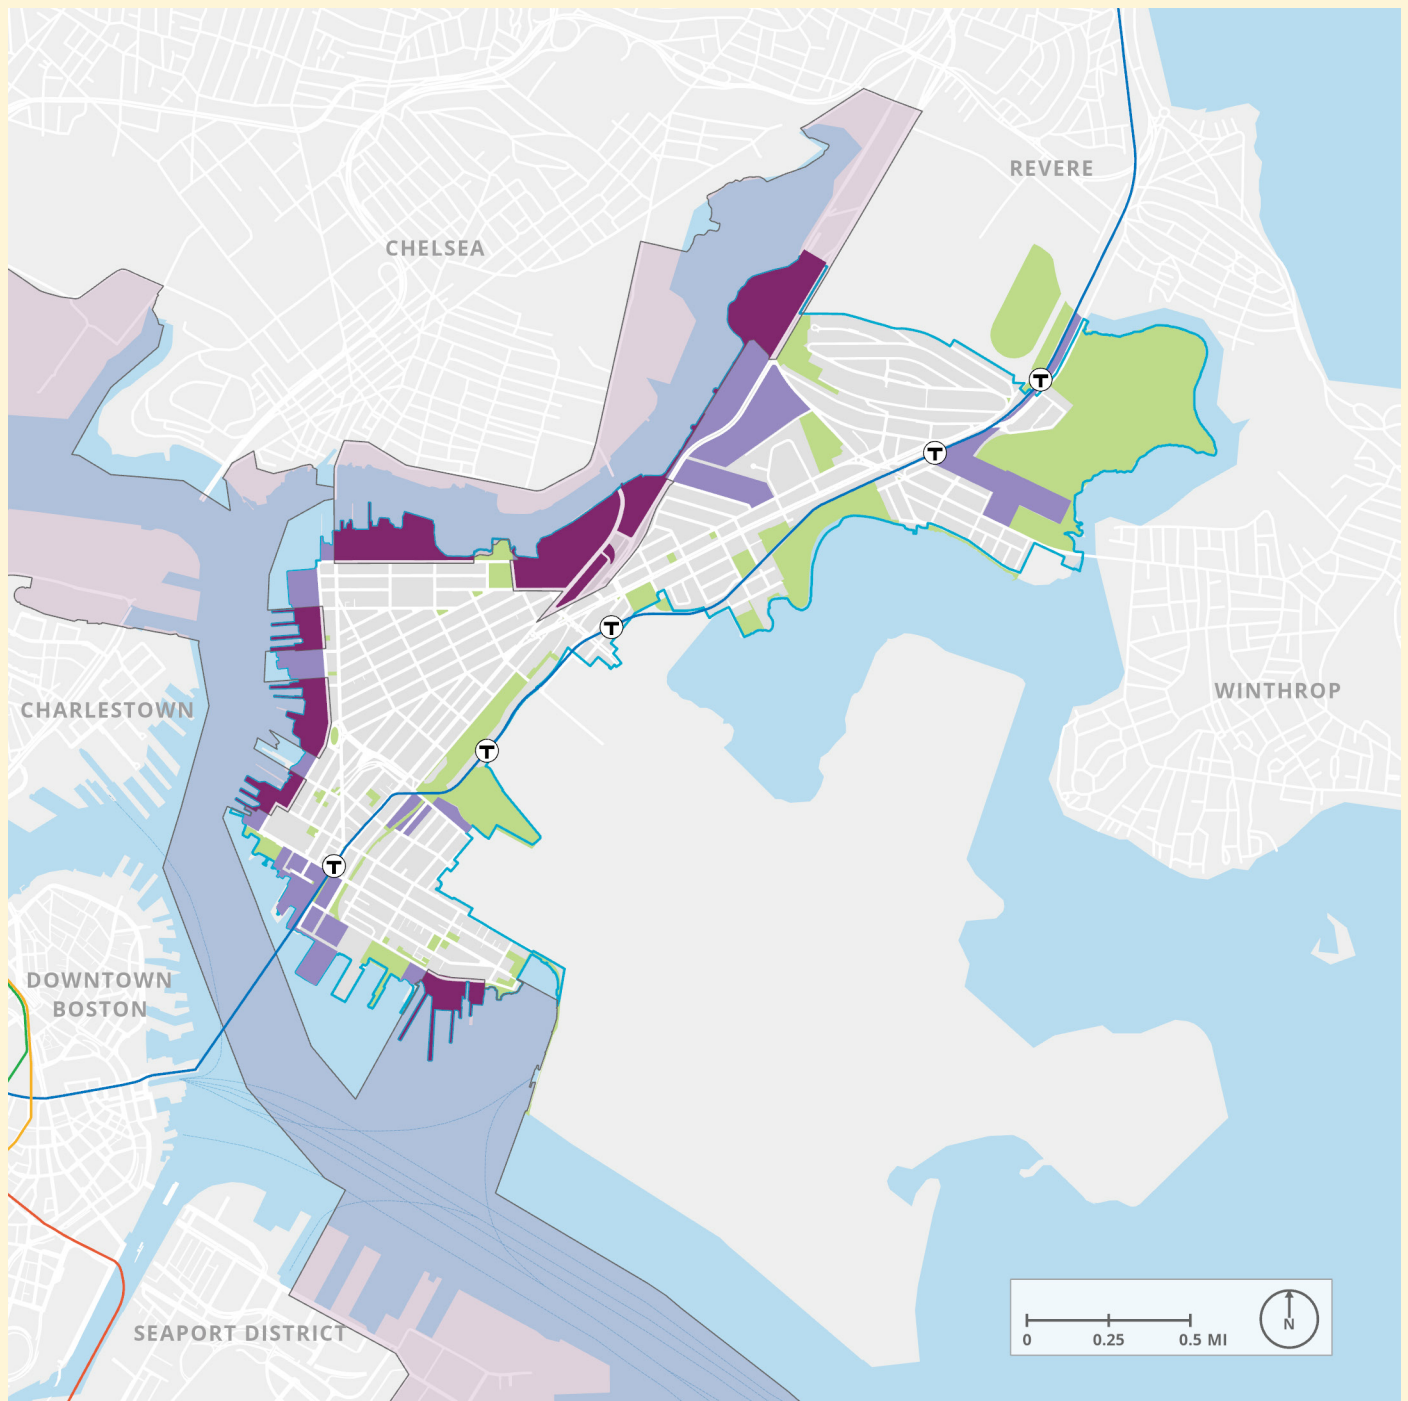 REVERE
CHELSEA
T
T
T
WINTHROP
CHARLESTOWN
T
T
DOWNTOWN
BOSTON
SEAPORT DISTRICT
N
0 0.25 0.5 MI